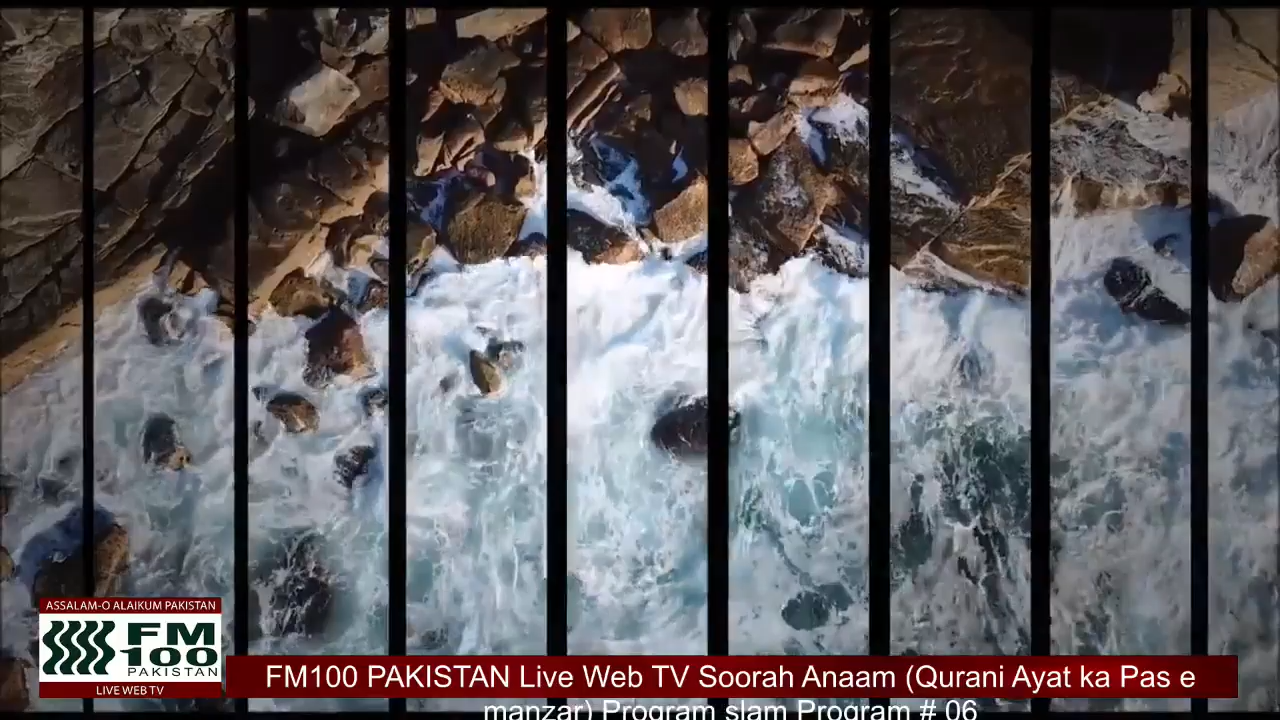 ASSALAM-O ALAIKUM PAKISTAN
FM
100
PAKISTAN
LIVE WEB TV
FM100 PAKISTAN Live Web TV Soorah Anaam (Qurani Ayat ka Pas e
manzar) Program slam Program # 06